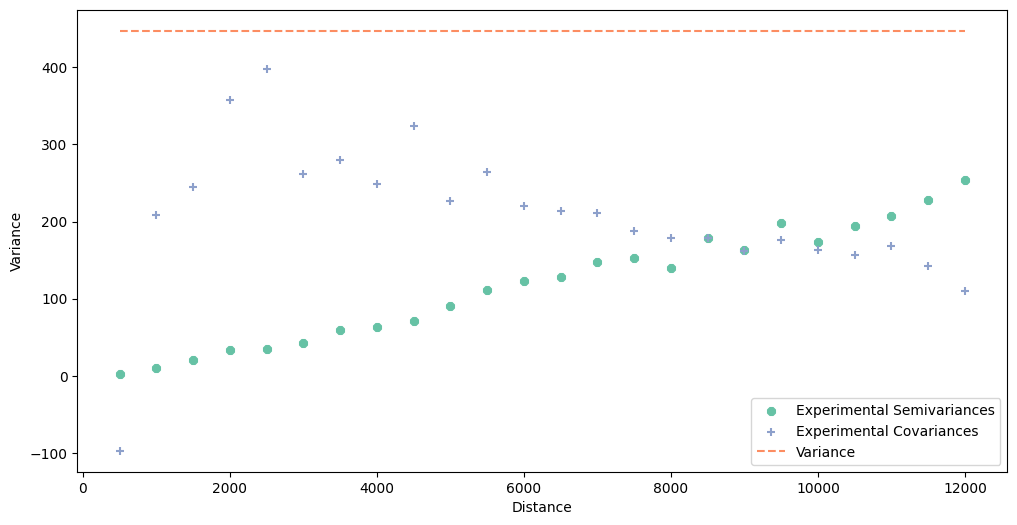 400
300
200
100
0
−100
Variance
0
2000
4000
6000
8000
10000
12000
Distance
Experimental Semivariances
Experimental Covariances
Variance